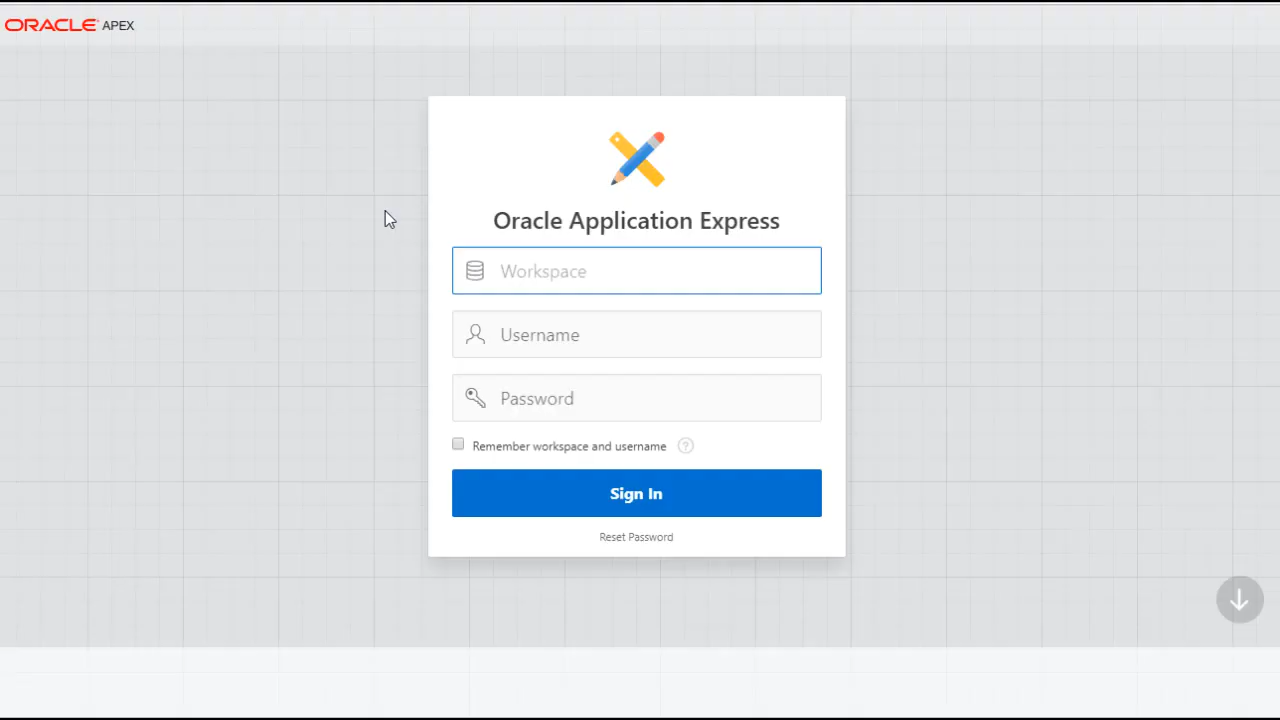 ORACLE APEX
Oracle Application Express
Workspace
Username
Password
Remember workspace and username ?
Sign In
Reset Password